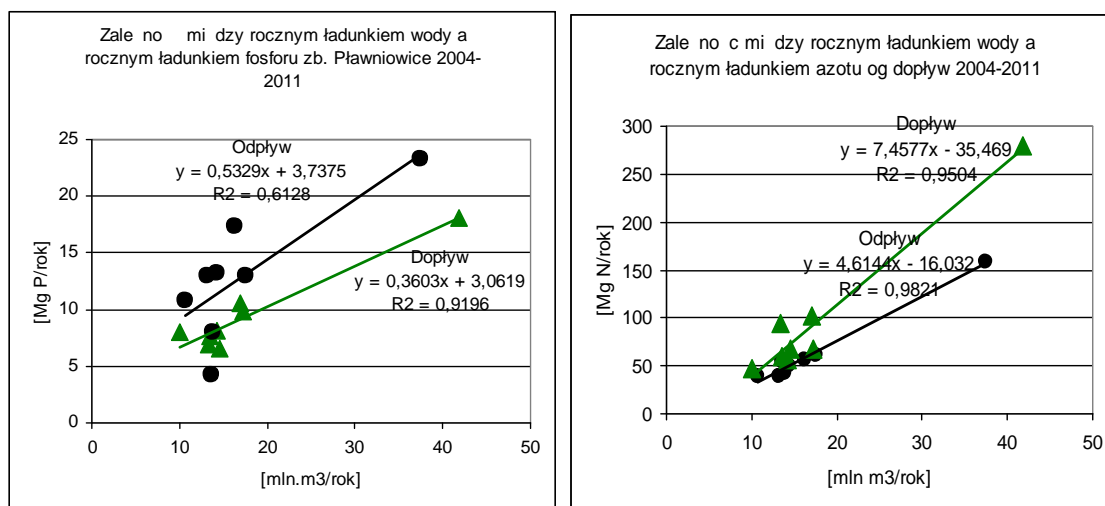 Zale no mi dzy rocznym ładunkiem wody a
rocznym ładunkiem fosforu zb. Pławniowice 2004-
2011
25
20
15
10
5
0
[Mg P/rok]
Odpływ
y = 0,5329x + 3,7375
R2 = 0,6128
Dopływ
y = 0,3603x + 3,0619
R2 = 0,9196
0 10 20 30 40 50
[mln.m3/rok]
Zale no c mi dzy rocznym ładunkiem wody a
rocznym ładunkiem azotu og dopływ 2004-2011
300
250
200
150
100
50
0
[Mg N/rok]
Dopływ
y = 7,4577x - 35,469
R2 = 0,9504
Odpływ
y = 4,6144x - 16,032
R2 = 0,9821
0 10 20 30 40 50
[mln m3/rok]